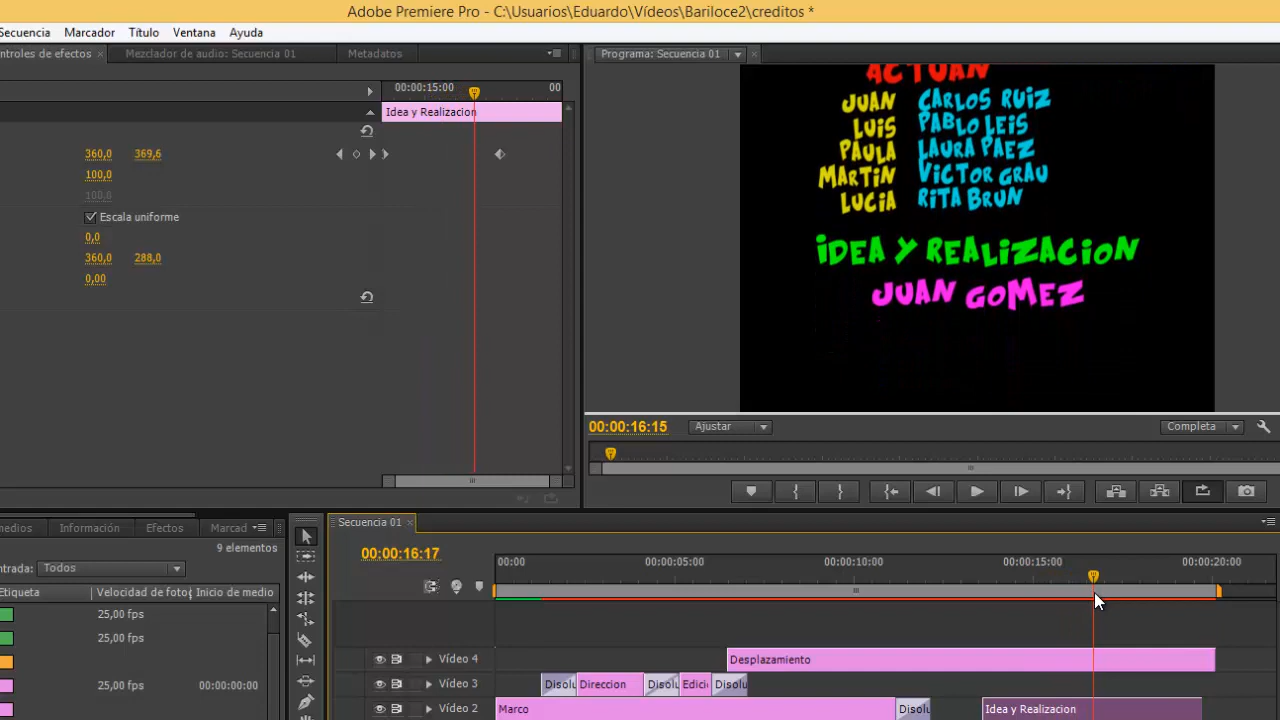 Adobe Premiere Pro - C:\Usuarios\Eduardo\Vídeos\Bariloce2\creditos *
Secuencia Marcador Título Ventana Ayuda
ontroles de efectos × Mezclador de audio: Secuencia 01 Metadatos
Programa: Secuencia 01 ×
00:00:15:00 00
Idea y Realizacion
360,0 369,6
100,0
100,0
Escala uniforme
0,0
360,0 288,0
0,00
ACTUAN
JUAN CARLOS RUIZ
LUIS PABLO LEIS
PAULA LAURA PAEZ
MARTIN VICTOR GRAU
LUCIA RITA BRUN
IDEA Y REALIZACION
JUAN GOMEZ
00:00:16:15 Ajustar Completa
medios Información Efectos Marcad
9 elementos
ntrada: Todos
Etiqueta Velocidad de foto Inicio de medio
25,00 fps
25,00 fps
25,00 fps 00:00:00:00
Secuencia 01 ×
00:00:16:17
00:00 00:00:05:00 00:00:10:00 00:00:15:00 00:00:20:00
Vídeo 4 Desplazamiento
Vídeo 3 Disolu Direccion Disolu Edici Disolu
Vídeo 2 Marco Disolu Idea y Realizacion